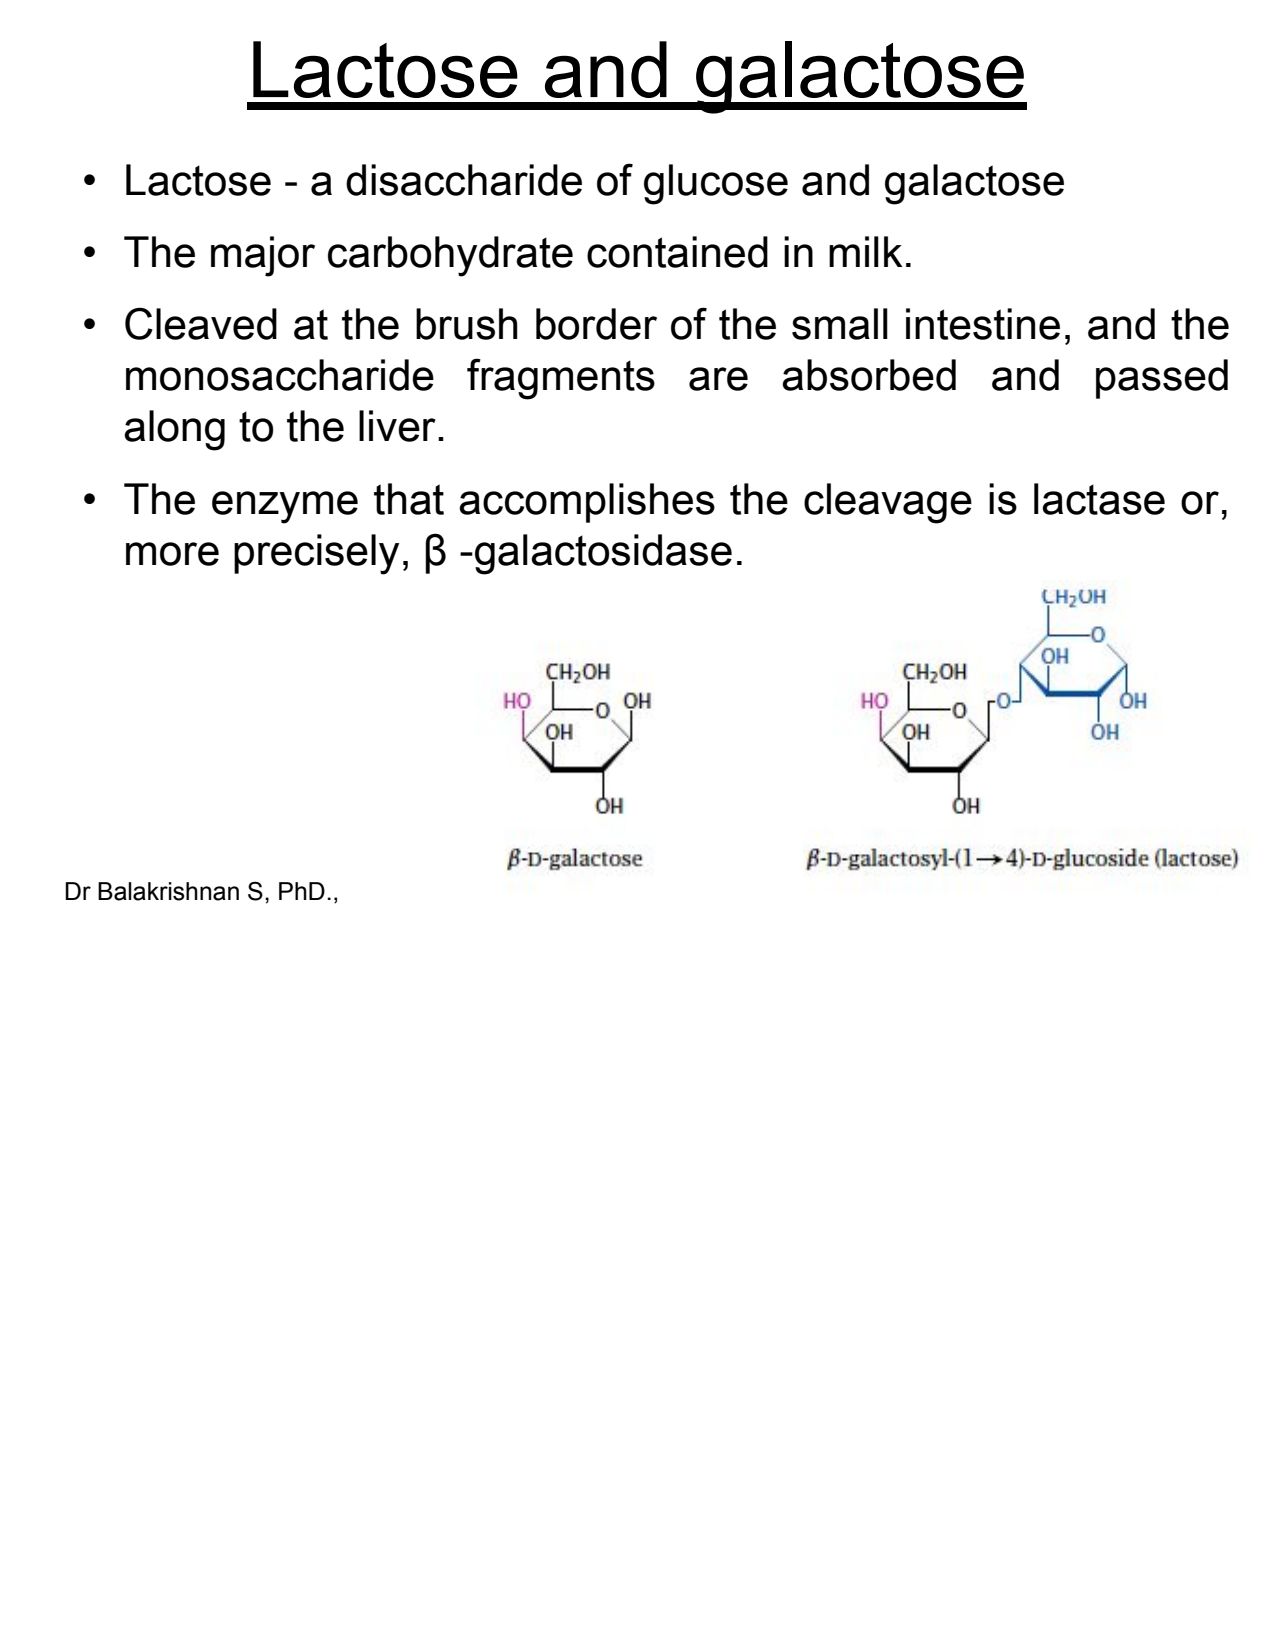 Lactose and galactose
• Lactose - a disaccharide of glucose and galactose
• The major carbohydrate contained in milk.
• Cleaved at the brush border of the small intestine, and the
monosaccharide fragments are absorbed and passed
along to the liver.
• The enzyme that accomplishes the cleavage is lactase or,
more precisely, β -galactosidase.
CH₂OH
O
OH
OH
OH
CH₂OH
HO
O
OH
OH
OH
β-D-galactose
CH₂OH
HO
O
O
OH
OH
β-D-galactosyl-(1→4)-D-glucoside (lactose)
Dr Balakrishnan S, PhD.,